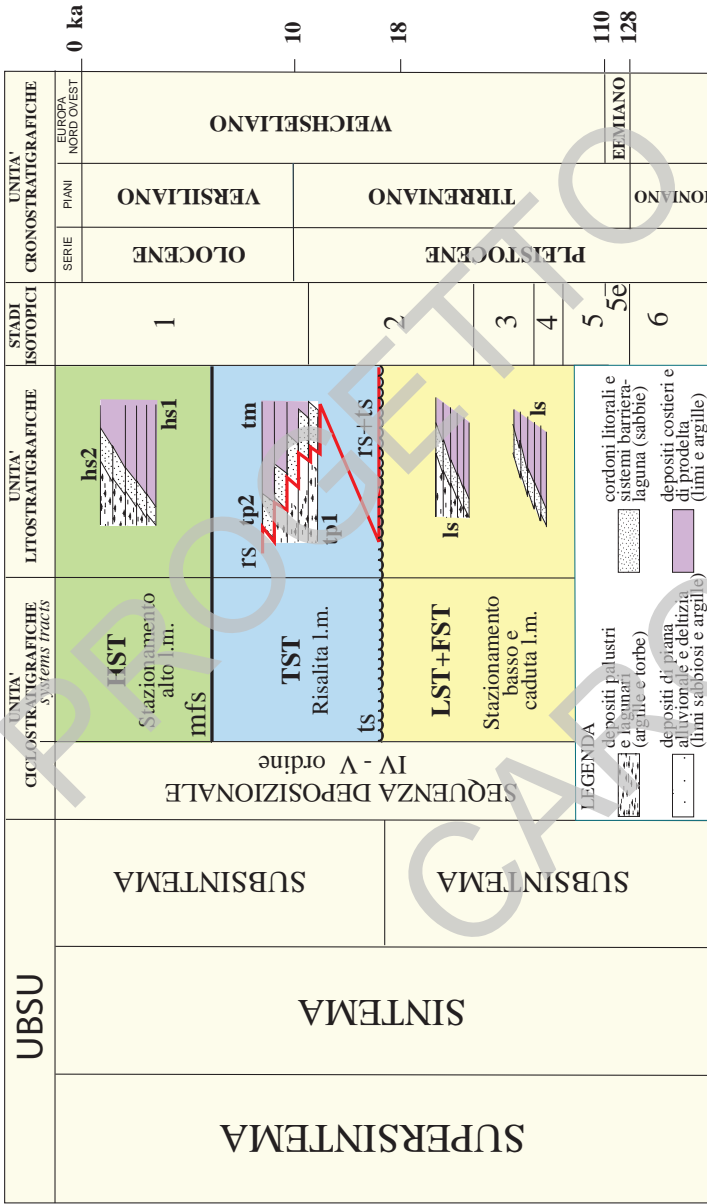 UBSU
UNITA'
CICLOSTRATIGRAFICHE
systems tracts
UNITA'
LITOSTRATIGRAFICHE
STADI
ISOTOPICI
UNITA'
CRONOSTRATIGRAFICHE
SERIE
PIANI
EUROPA
NORD OVEST
0 ka
10
18
110
128
SUPERSINTEMA
SINTEMA
SUBSINTEMA
SUBSINTEMA
SEQUENZA DEPOSIZIONALE
IV - V ordine
HST
Stazionamento
alto l.m.
mfs
TST
Risalita l.m.
ts
LST+FST
Stazionamento
basso e
caduta l.m.
hs2
hs1
rs
tp2
tm
tp1
rs+ts
ls
ls
1
2
3
4
5
5e
6
OLOCENE
PLEISTOCENE
VERSILIANO
TIRRENIANO
IONIANO
WEICHSELIANO
EEMIANO
LEGENDA
depositi palustri
e lagunari
(argille e torbe)
depositi di piana
alluvionale e deltizia
(limi sabbiosi e argille)
cordoni litorali e
sistemi barriera-
laguna (sabbie)
depositi costieri e
di prodelta
(limi e argille)
PROGETTO
CARG